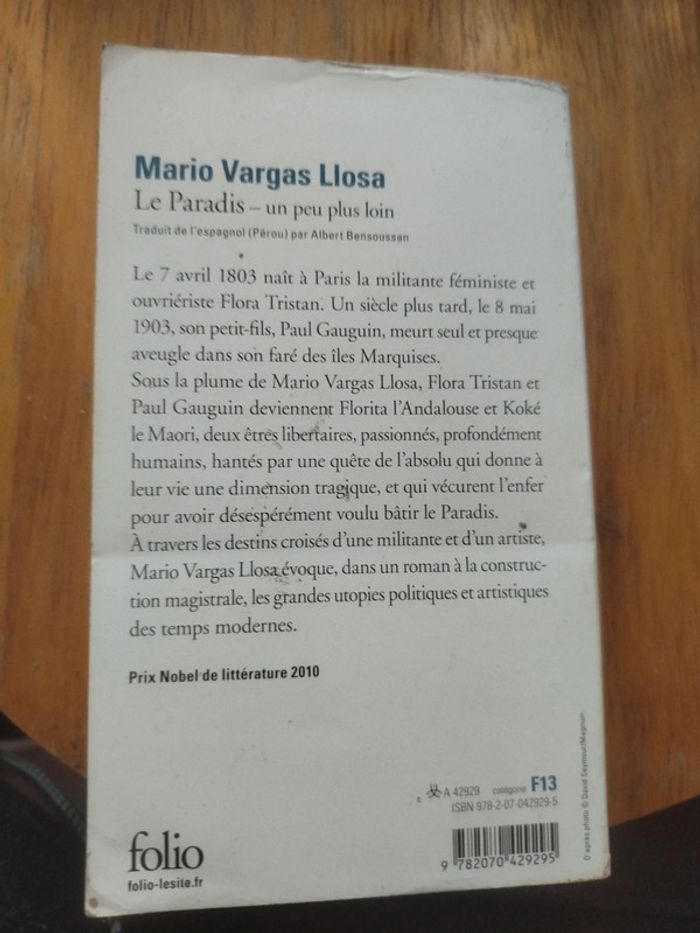 Mario Vargas Llosa
Le Paradis – un peu plus loin
Traduit de l'espagnol (Pérou) par Albert Bensoussan
Le 7 avril 1803 naît à Paris la militante féministe et
ouvriériste Flora Tristan. Un siècle plus tard, le 8 mai
1903, son petit-fils, Paul Gauguin, meurt seul et presque
aveugle dans son faré des îles Marquises.
Sous la plume de Mario Vargas Llosa, Flora Tristan et
Paul Gauguin deviennent Florita l'Andalouse et Koké
le Maori, deux êtres libertaires, passionnés, profondément
humains, hantés par une quête de l'absolu qui donne à
leur vie une dimension tragique, et qui vécurent l'enfer
pour avoir désespérément voulu bâtir le Paradis.
À travers les destins croisés d'une militante et d'un artiste,
Mario Vargas Llosa évoque, dans un roman à la construc-
tion magistrale, les grandes utopies politiques et artistiques
des temps modernes.
Prix Nobel de littérature 2010
A 42929 catégorie F13
ISBN 978-2-07-042929-5
folio
folio-lesite.fr
9 782070 429295
D'après photo © David Seymour/Magnum